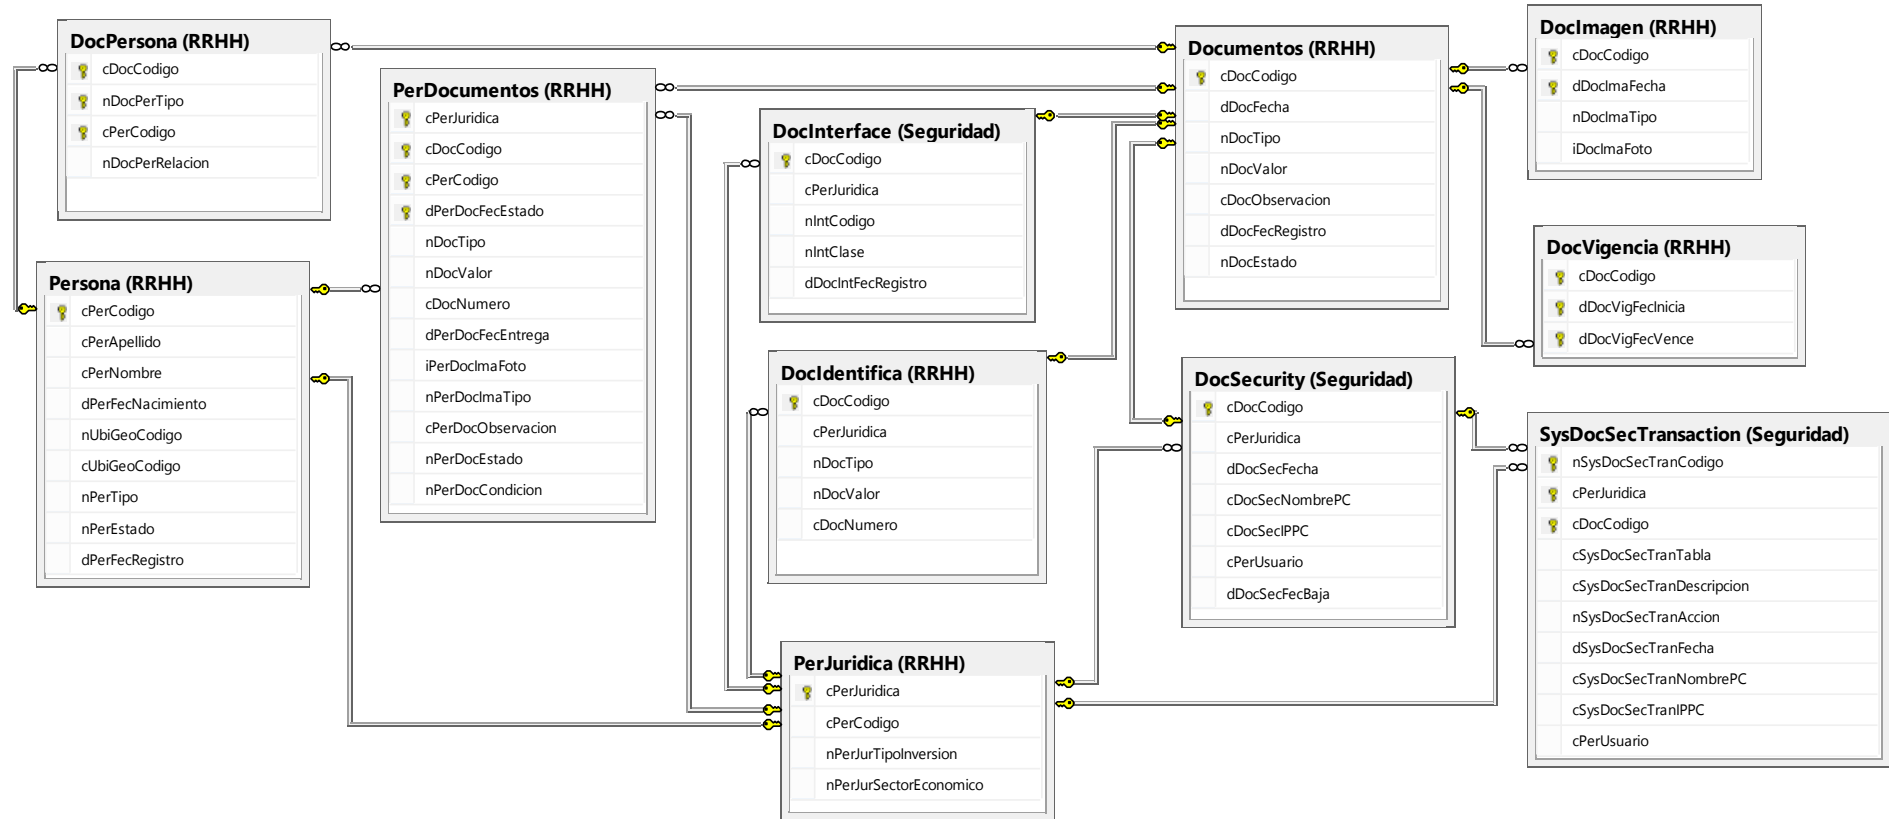 DocPersona (RRHH)
cDocCodigo
nDocPerTipo
cPerCodigo
nDocPerRelacion
Persona (RRHH)
cPerCodigo
cPerApellido
cPerNombre
dPerFecNacimiento
nUbiGeoCodigo
cUbiGeoCodigo
nPerTipo
nPerEstado
dPerFecRegistro
PerDocumentos (RRHH)
cPerJuridica
cDocCodigo
cPerCodigo
dPerDocFecEstado
nDocTipo
nDocValor
cDocNumero
dPerDocFecEntrega
iPerDocImaFoto
nPerDocImaTipo
cPerDocObservacion
nPerDocEstado
nPerDocCondicion
DocInterface (Seguridad)
cDocCodigo
cPerJuridica
nIntCodigo
nIntClase
dDocIntFecRegistro
DocIdentifica (RRHH)
cDocCodigo
cPerJuridica
nDocTipo
nDocValor
cDocNumero
PerJuridica (RRHH)
cPerJuridica
cPerCodigo
nPerJurTipoInversion
nPerJurSectorEconomico
Documentos (RRHH)
cDocCodigo
dDocFecha
nDocTipo
nDocValor
cDocObservacion
dDocFecRegistro
nDocEstado
DocSecurity (Seguridad)
cDocCodigo
cPerJuridica
dDocSecFecha
cDocSecNombrePC
cDocSecIPPC
cPerUsuario
dDocSecFecBaja
DocImagen (RRHH)
cDocCodigo
dDocImaFecha
nDocImaTipo
iDocImaFoto
DocVigencia (RRHH)
cDocCodigo
dDocVigFecInicia
dDocVigFecVence
SysDocSecTransaction (Seguridad)
nSysDocSecTranCodigo
cPerJuridica
cDocCodigo
cSysDocSecTranTabla
cSysDocSecTranDescripcion
nSysDocSecTranAccion
dSysDocSecTranFecha
cSysDocSecTranNombrePC
cSysDocSecTranIPPC
cPerUsuario